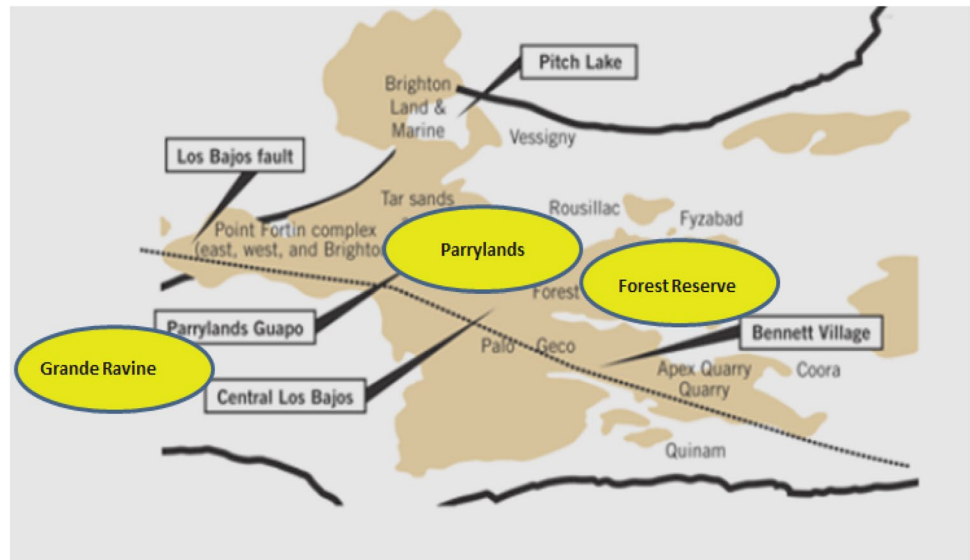 Pitch Lake
Brighton
Land &
Marine
Vessigny
Los Bajos fault
Tar sands
Rousillac
Fyzabad
Point Fortin complex
(east, west, and Brighto
Parrylands
Forest Reserve
Forest
Parrylands Guapo
Bennett Village
Palo Geco
Grande Ravine
Central Los Bajos
Apex Quarry
Quarry
Coora
Quinam